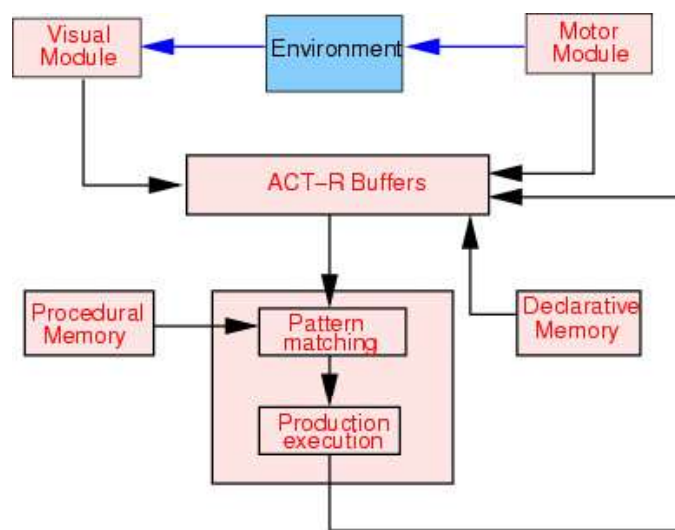 Visual
Module
Environment
Motor
Module
ACT-R Buffers
Procedural
Memory
Pattern
matching
Declarative
Memory
Production
execution